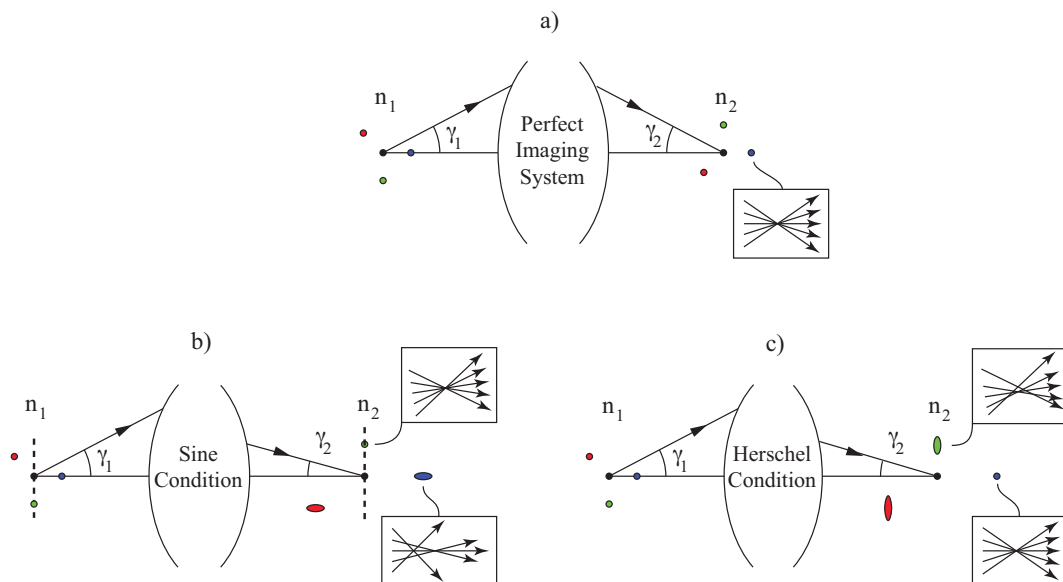 a)
n1
n2
γ1
Perfect
Imaging
System
γ2
b)
c)
n1
n2
γ1
Sine
Condition
γ2
n1
n2
γ1
Herschel
Condition
γ2